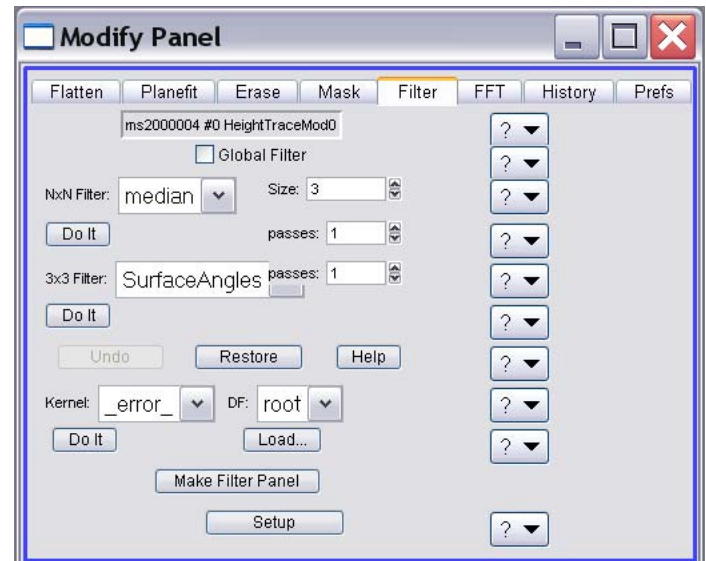 Modify Panel
Flatten Planefit Erase Mask Filter FFT History Prefs
ms2000004 #0 HeightTraceMod0 ?
Global Filter ?
NxN Filter: median Size: 3 ?
Do It passes: 1 ?
3x3 Filter: SurfaceAngles passes: 1 ?
Do It ?
Undo Restore Help ?
Kernel: _error_ DF: root ?
Do It Load... ?
Make Filter Panel
Setup ?